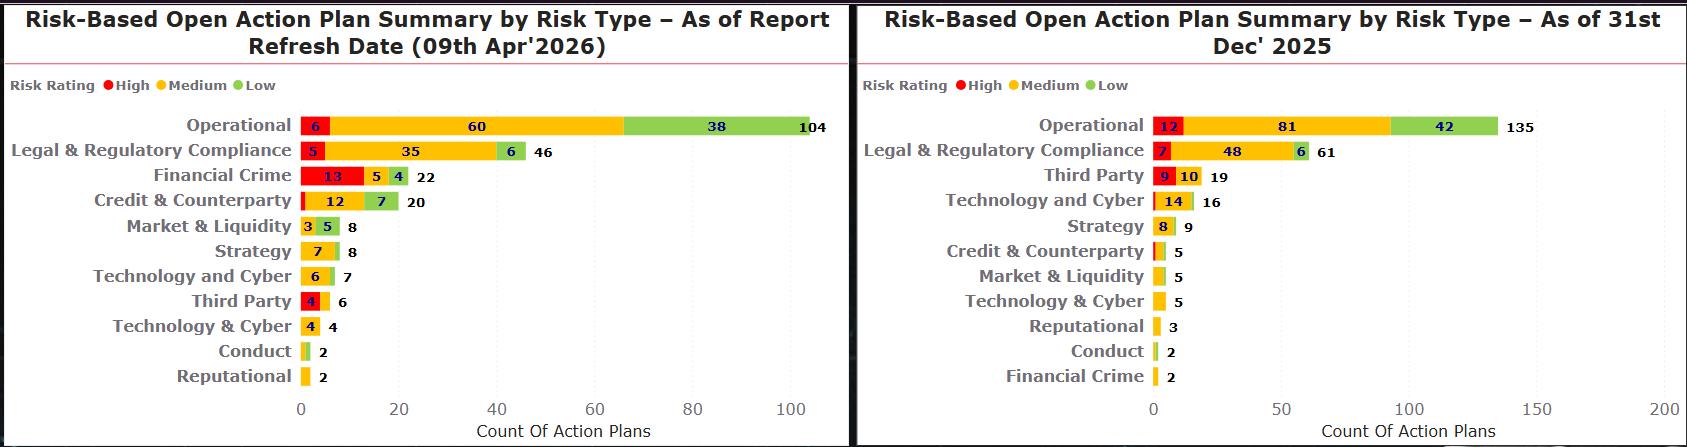 Risk-Based Open Action Plan Summary by Risk Type – As of Report
Refresh Date (09th Apr'2026)
Risk Rating High Medium Low
Operational 6 60 38 104
Legal & Regulatory Compliance 5 35 6 46
Financial Crime 13 5 4 22
Credit & Counterparty 12 7 20
Market & Liquidity 3 5 8
Strategy 7 8
Technology and Cyber 6 7
Third Party 4 6
Technology & Cyber 4 4
Conduct 2
Reputational 2
0 20 40 60 80 100
Count Of Action Plans
Risk-Based Open Action Plan Summary by Risk Type – As of 31st
Dec' 2025
Risk Rating High Medium Low
Operational 12 81 42 135
Legal & Regulatory Compliance 7 48 6 61
Third Party 9 10 19
Technology and Cyber 14 16
Strategy 8 9
Credit & Counterparty 5
Market & Liquidity 5
Technology & Cyber 5
Reputational 3
Conduct 2
Financial Crime 2
0 50 100 150 200
Count Of Action Plans